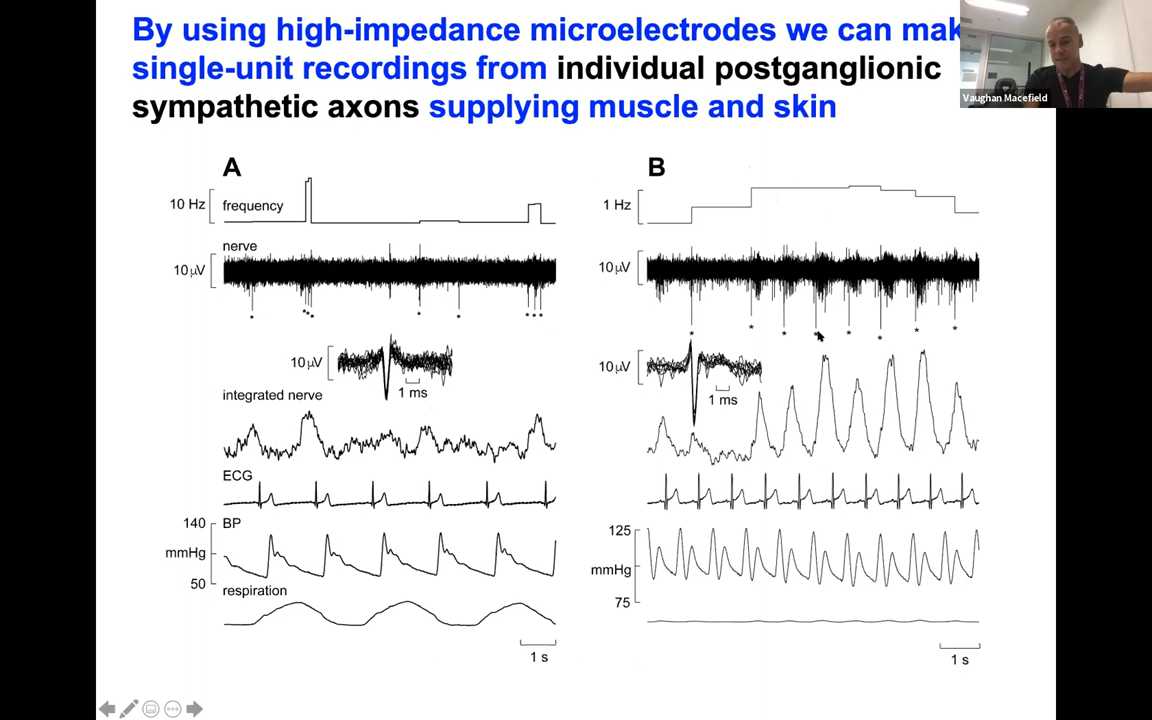 By using high-impedance microelectrodes we can mak
single-unit recordings from individual postganglionic
sympathetic axons supplying muscle and skin
Vaughan Macefield
A
10 Hz
frequency
nerve
10 µV
* * * * * * * * *
10 µV
1 ms
integrated nerve
ECG
140
BP
mmHg
50
respiration
1 s
B
1 Hz
10 µV
* * * * * * * *
10 µV
1 ms
125
mmHg
75
1 s